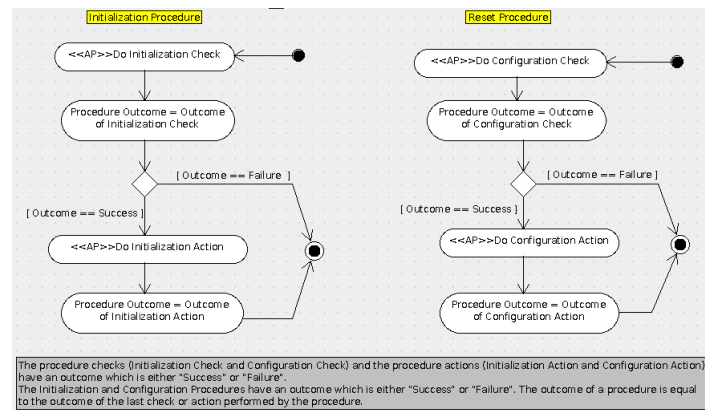 Initialization Procedure
<<AP>>Do Initialization Check
Procedure Outcome = Outcome
of Initialization Check
[ Outcome == Failure ]
[ Outcome == Success ]
<<AP>>Do Initialization Action
Procedure Outcome = Outcome
of Initialization Action
Reset Procedure
<<AP>>Do Configuration Check
Procedure Outcome = Outcome
of Configuration Check
[ Outcome == Failure ]
[ Outcome == Success ]
<<AP>>Do Configuration Action
Procedure Outcome = Outcome
of Configuration Action
The procedure checks (Initialization Check and Configuration Check) and the procedure actions (Initialization Action and Configuration Action)
have an outcome which is either "Success" or "Failure".
The Initialization and Configuration Procedures have an outcome which is either "Success" or "Failure". The outcome of a procedure is equal
to the outcome of the last check or action performed by the procedure.